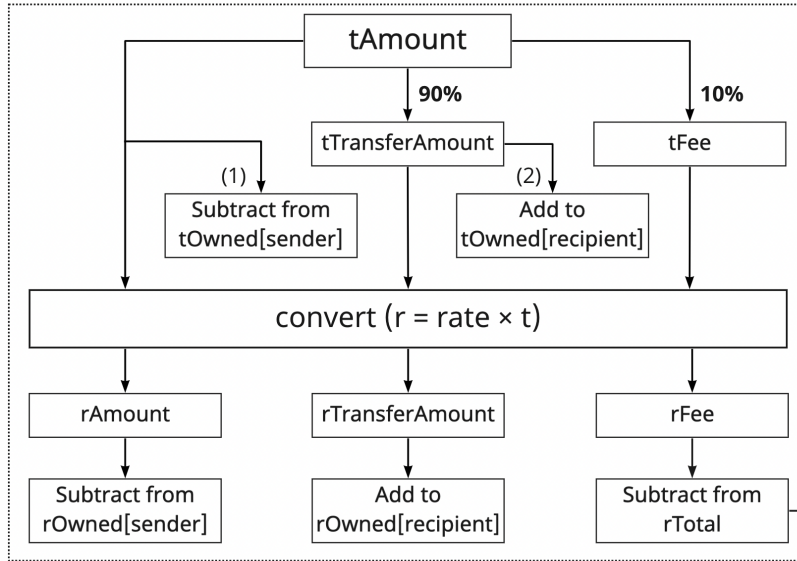 tAmount
90%
10%
tTransferAmount
tFee
(1)
(2)
Subtract from
tOwned[sender]
Add to
tOwned[recipient]
convert (r = rate × t)
rAmount
rTransferAmount
rFee
Subtract from
rOwned[sender]
Add to
rOwned[recipient]
Subtract from
rTotal